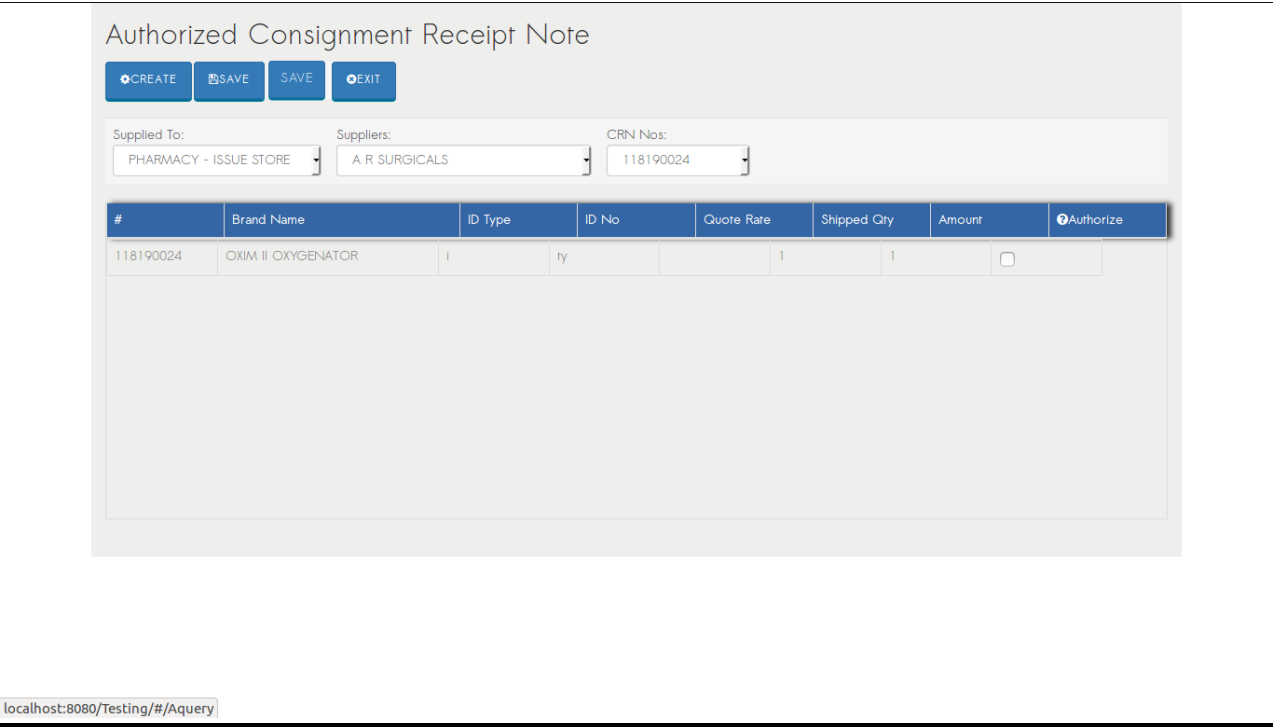 Authorized Consignment Receipt Note
CREATE SAVE SAVE EXIT
Supplied To: Suppliers: CRN Nos:
PHARMACY - ISSUE STORE A R SURGICALS 118190024
# Brand Name ID Type ID No Quote Rate Shipped Qty Amount Authorize
118190024 OXIM II OXYGENATOR i ty 1 1
localhost:8080/Testing/#/Aquery